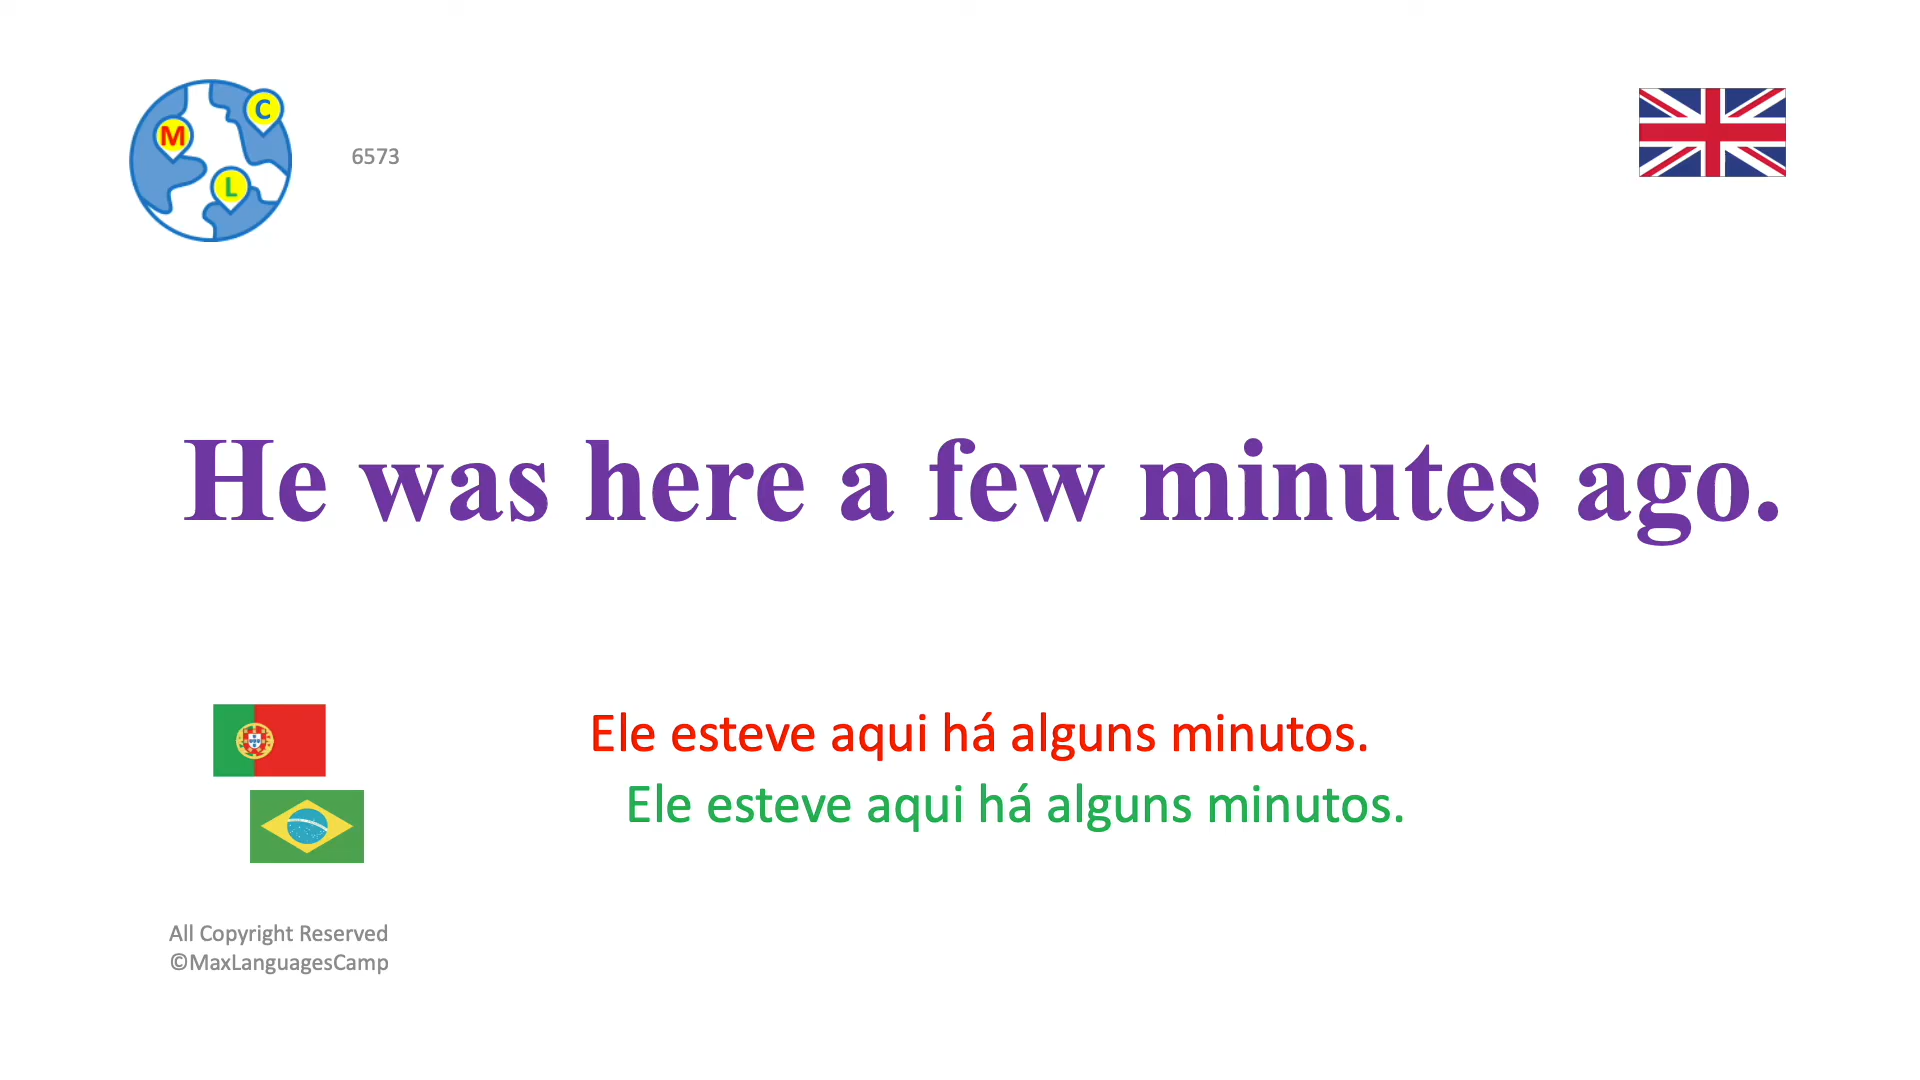 C
M
L
6573
He was here a few minutes ago.
Ele esteve aqui há alguns minutos.
Ele esteve aqui há alguns minutos.
All Copyright Reserved
©MaxLanguagesCamp